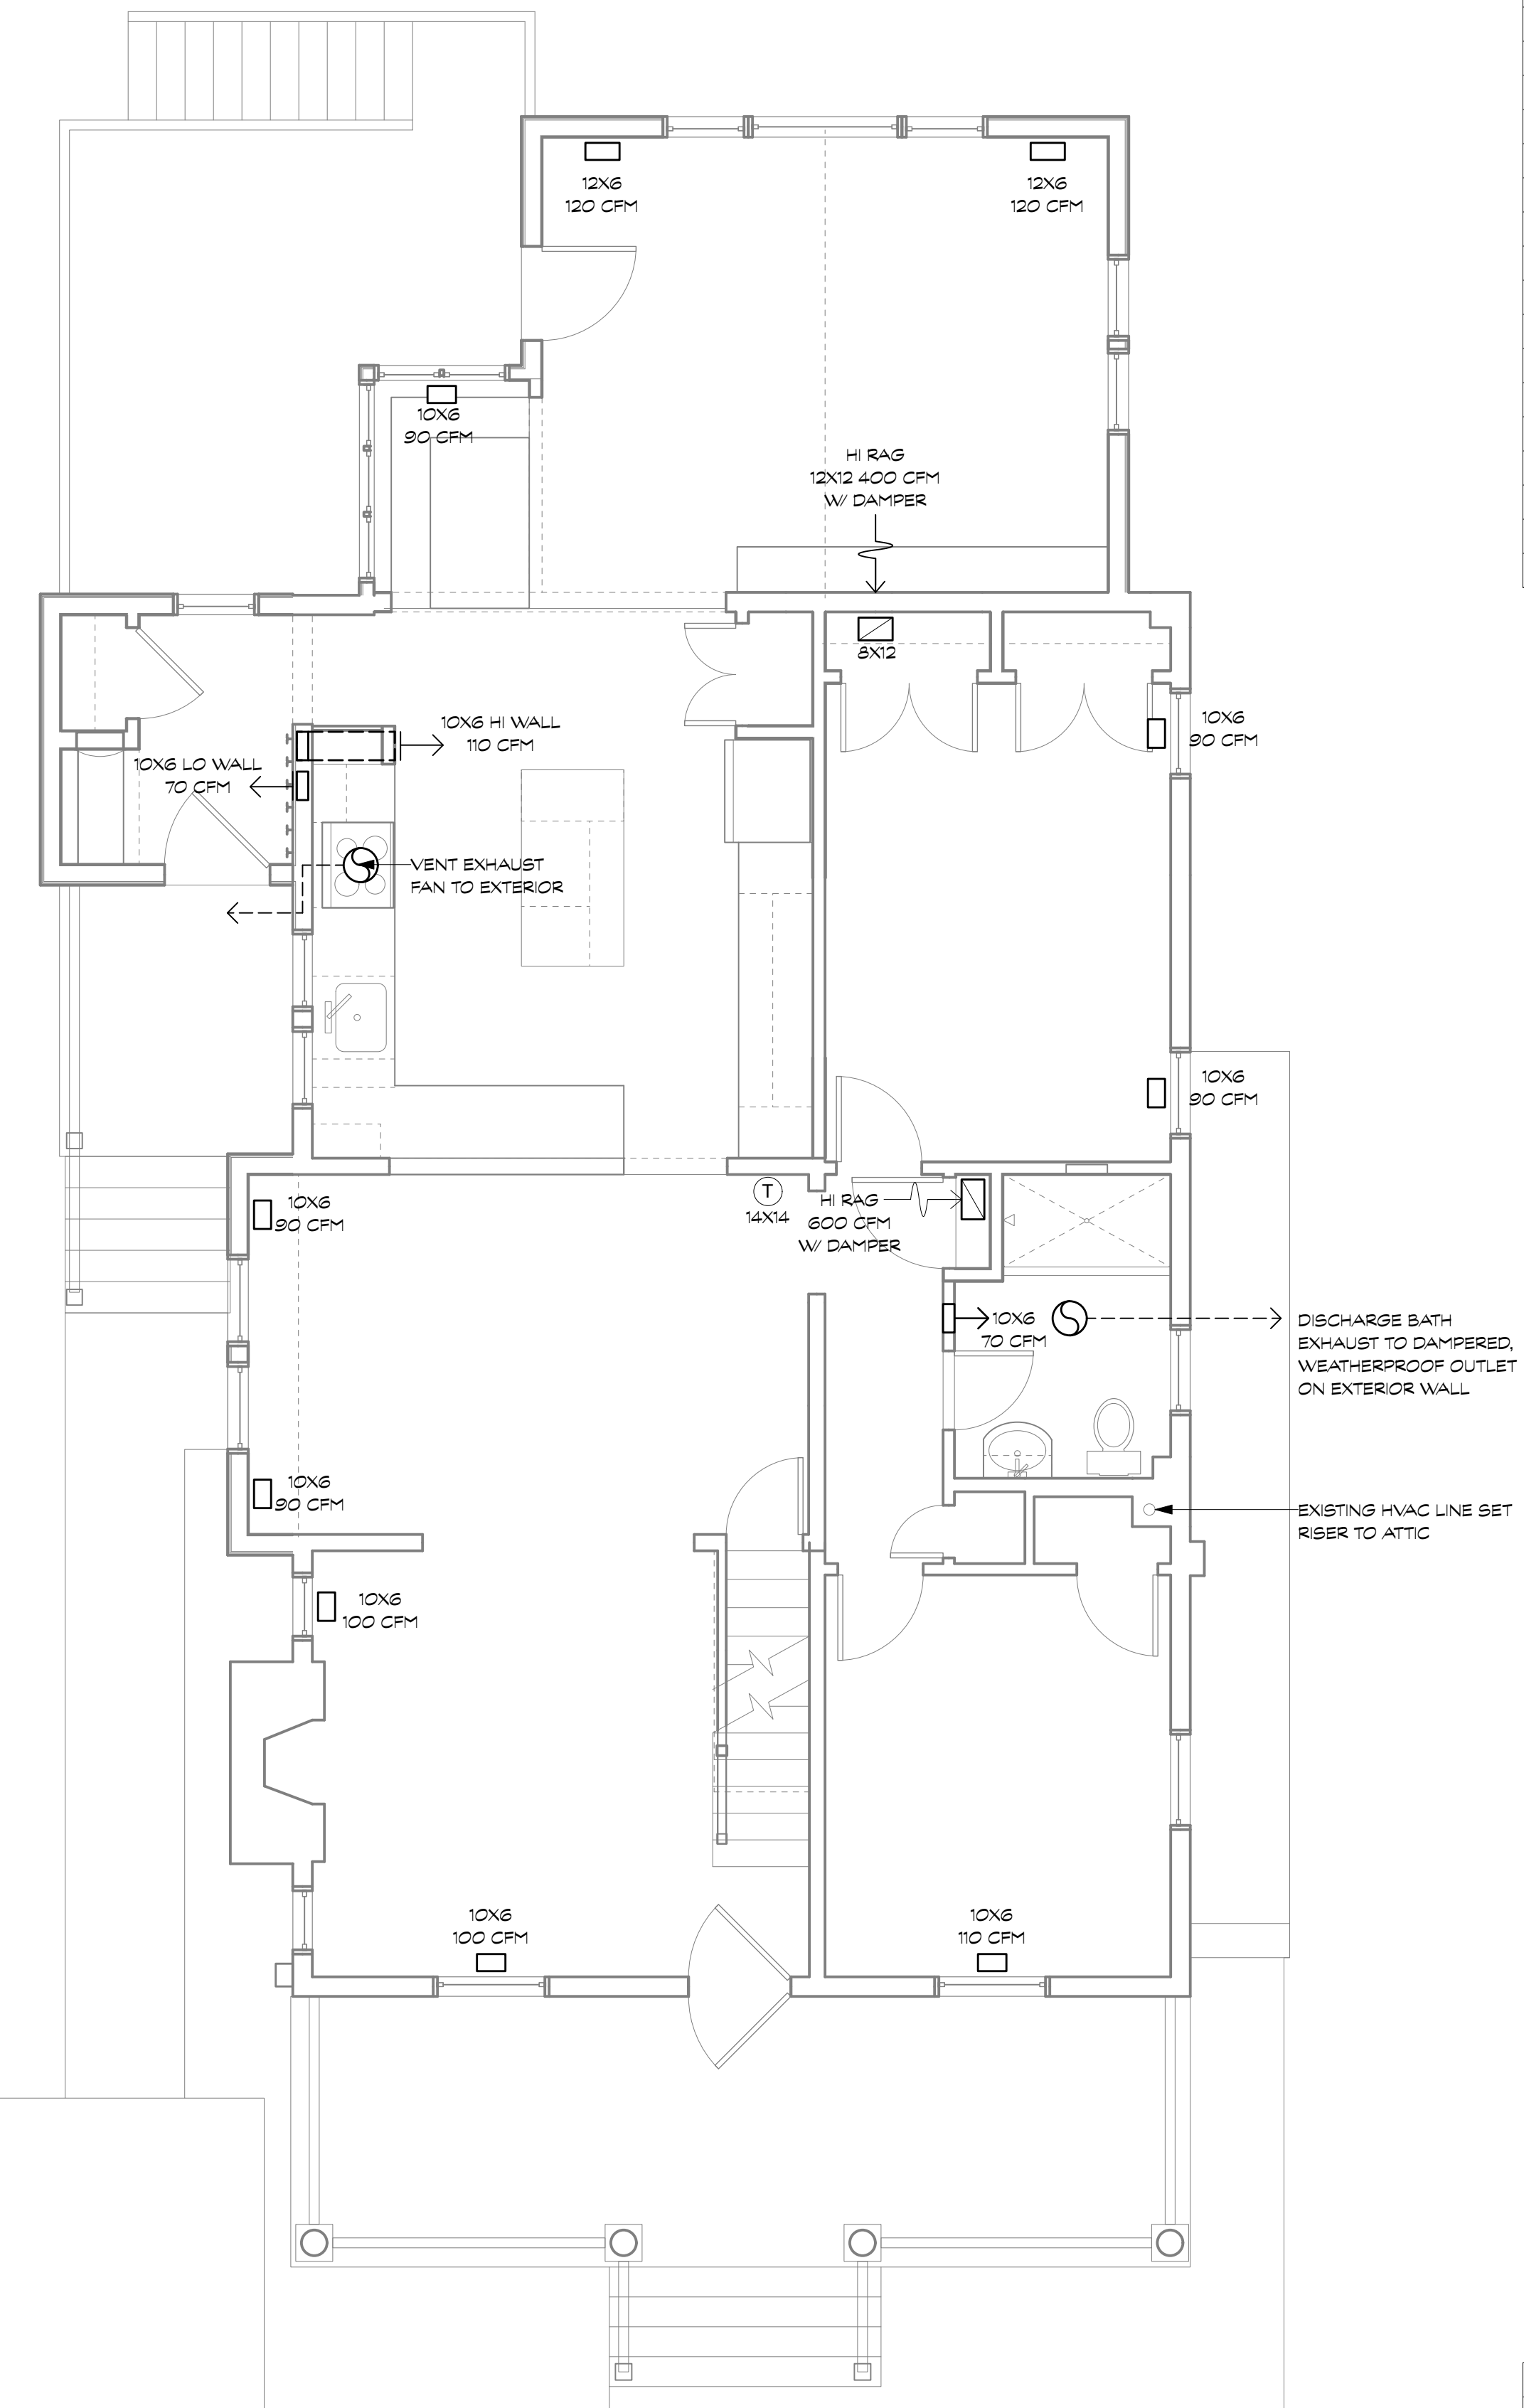 12X6
120 CFM
12X6
120 CFM
10X6
90 CFM
HI RAG
12X12 400 CFM
W/ DAMPER
8X12
10X6 HI WALL
110 CFM
10X6
90 CFM
10X6 LO WALL
70 CFM
VENT EXHAUST
FAN TO EXTERIOR
10X6
90 CFM
10X6
90 CFM
T
14X14
HI RAG
600 CFM
W/ DAMPER
10X6
70 CFM
DISCHARGE BATH
EXHAUST TO DAMPERED,
WEATHERPROOF OUTLET
ON EXTERIOR WALL
10X6
90 CFM
EXISTING HVAC LINE SET
RISER TO ATTIC
10X6
100 CFM
10X6
100 CFM
10X6
110 CFM